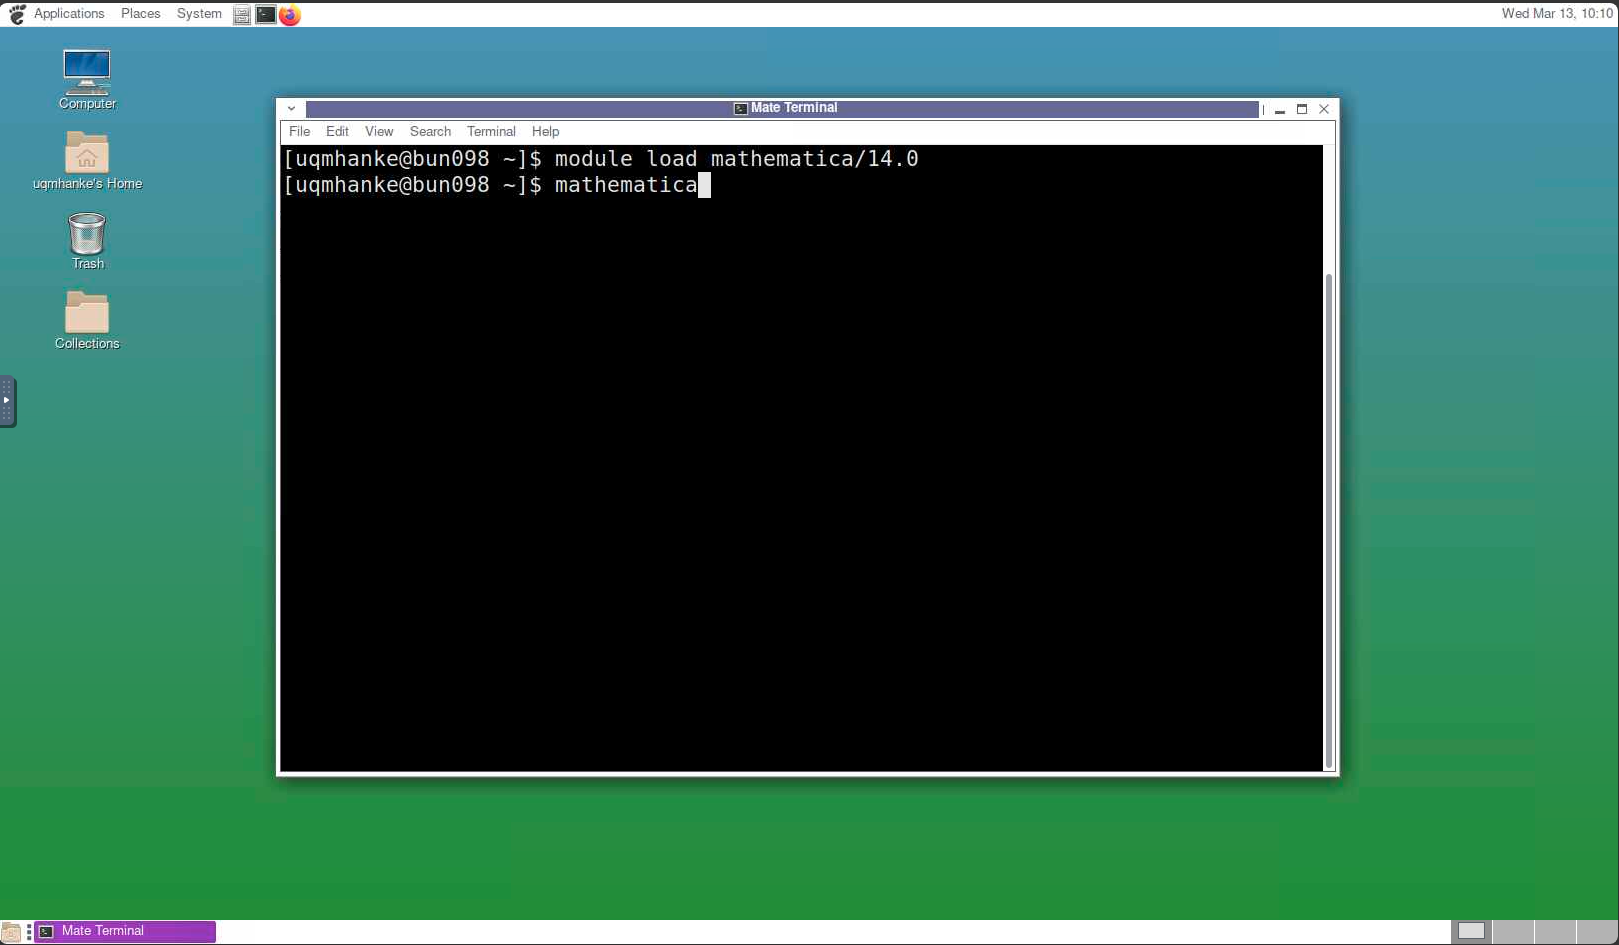 Applications Places System Wed Mar 13, 10:10
Computer
uqmhanke's Home
Trash
Collections
Mate Terminal
File Edit View Search Terminal Help
[uqmhanke@bun098 ~]$ module load mathematica/14.0
[uqmhanke@bun098 ~]$ mathematica
Mate Terminal